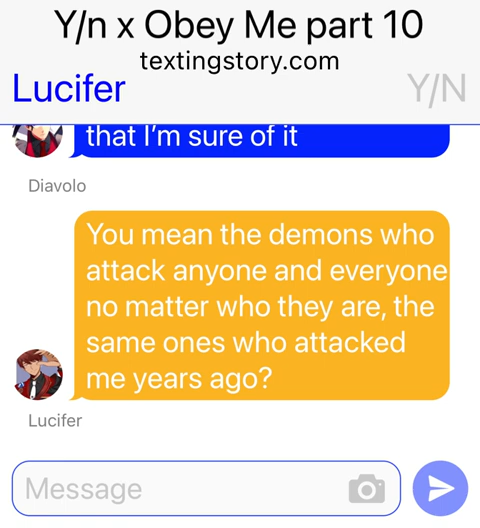 Y/n x Obey Me part 10
textingstory.com
Lucifer
Y/N
that I'm sure of it
Diavolo
You mean the demons who
attack anyone and everyone
no matter who they are, the
same ones who attacked
me years ago?
Lucifer
Message